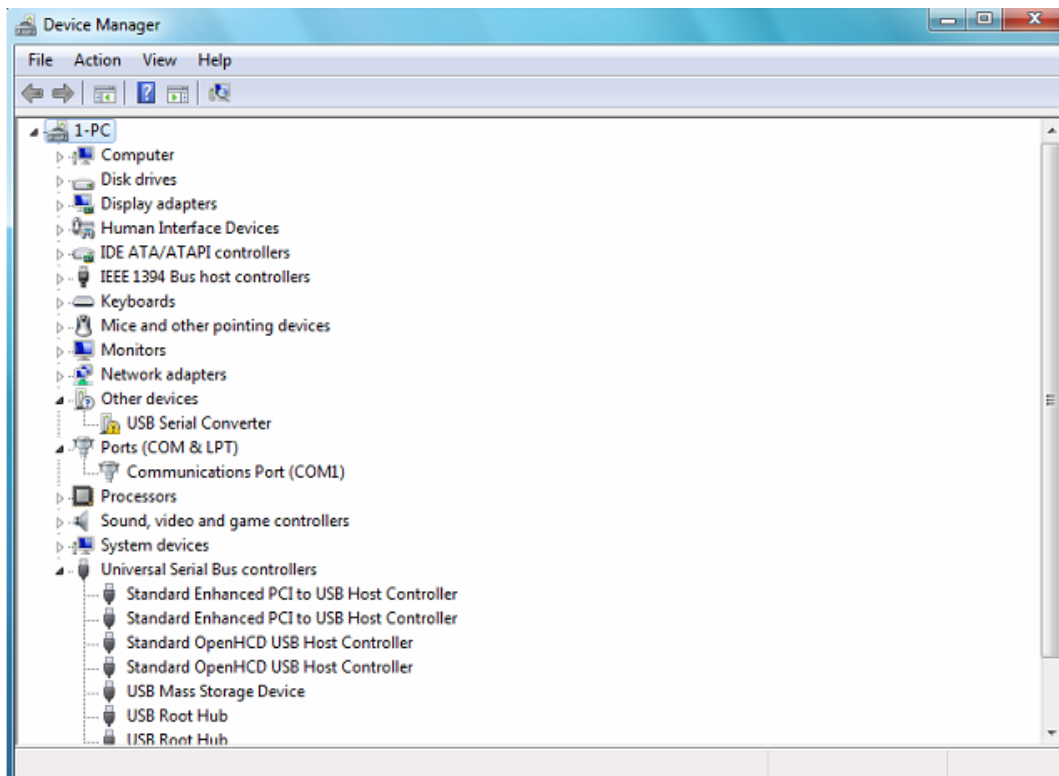 Device Manager
File Action View Help
1-PC
Computer
Disk drives
Display adapters
Human Interface Devices
IDE ATA/ATAPI controllers
IEEE 1394 Bus host controllers
Keyboards
Mice and other pointing devices
Monitors
Network adapters
Other devices
USB Serial Converter
Ports (COM & LPT)
Communications Port (COM1)
Processors
Sound, video and game controllers
System devices
Universal Serial Bus controllers
Standard Enhanced PCI to USB Host Controller
Standard Enhanced PCI to USB Host Controller
Standard OpenHCD USB Host Controller
Standard OpenHCD USB Host Controller
USB Mass Storage Device
USB Root Hub
USB Root Hub